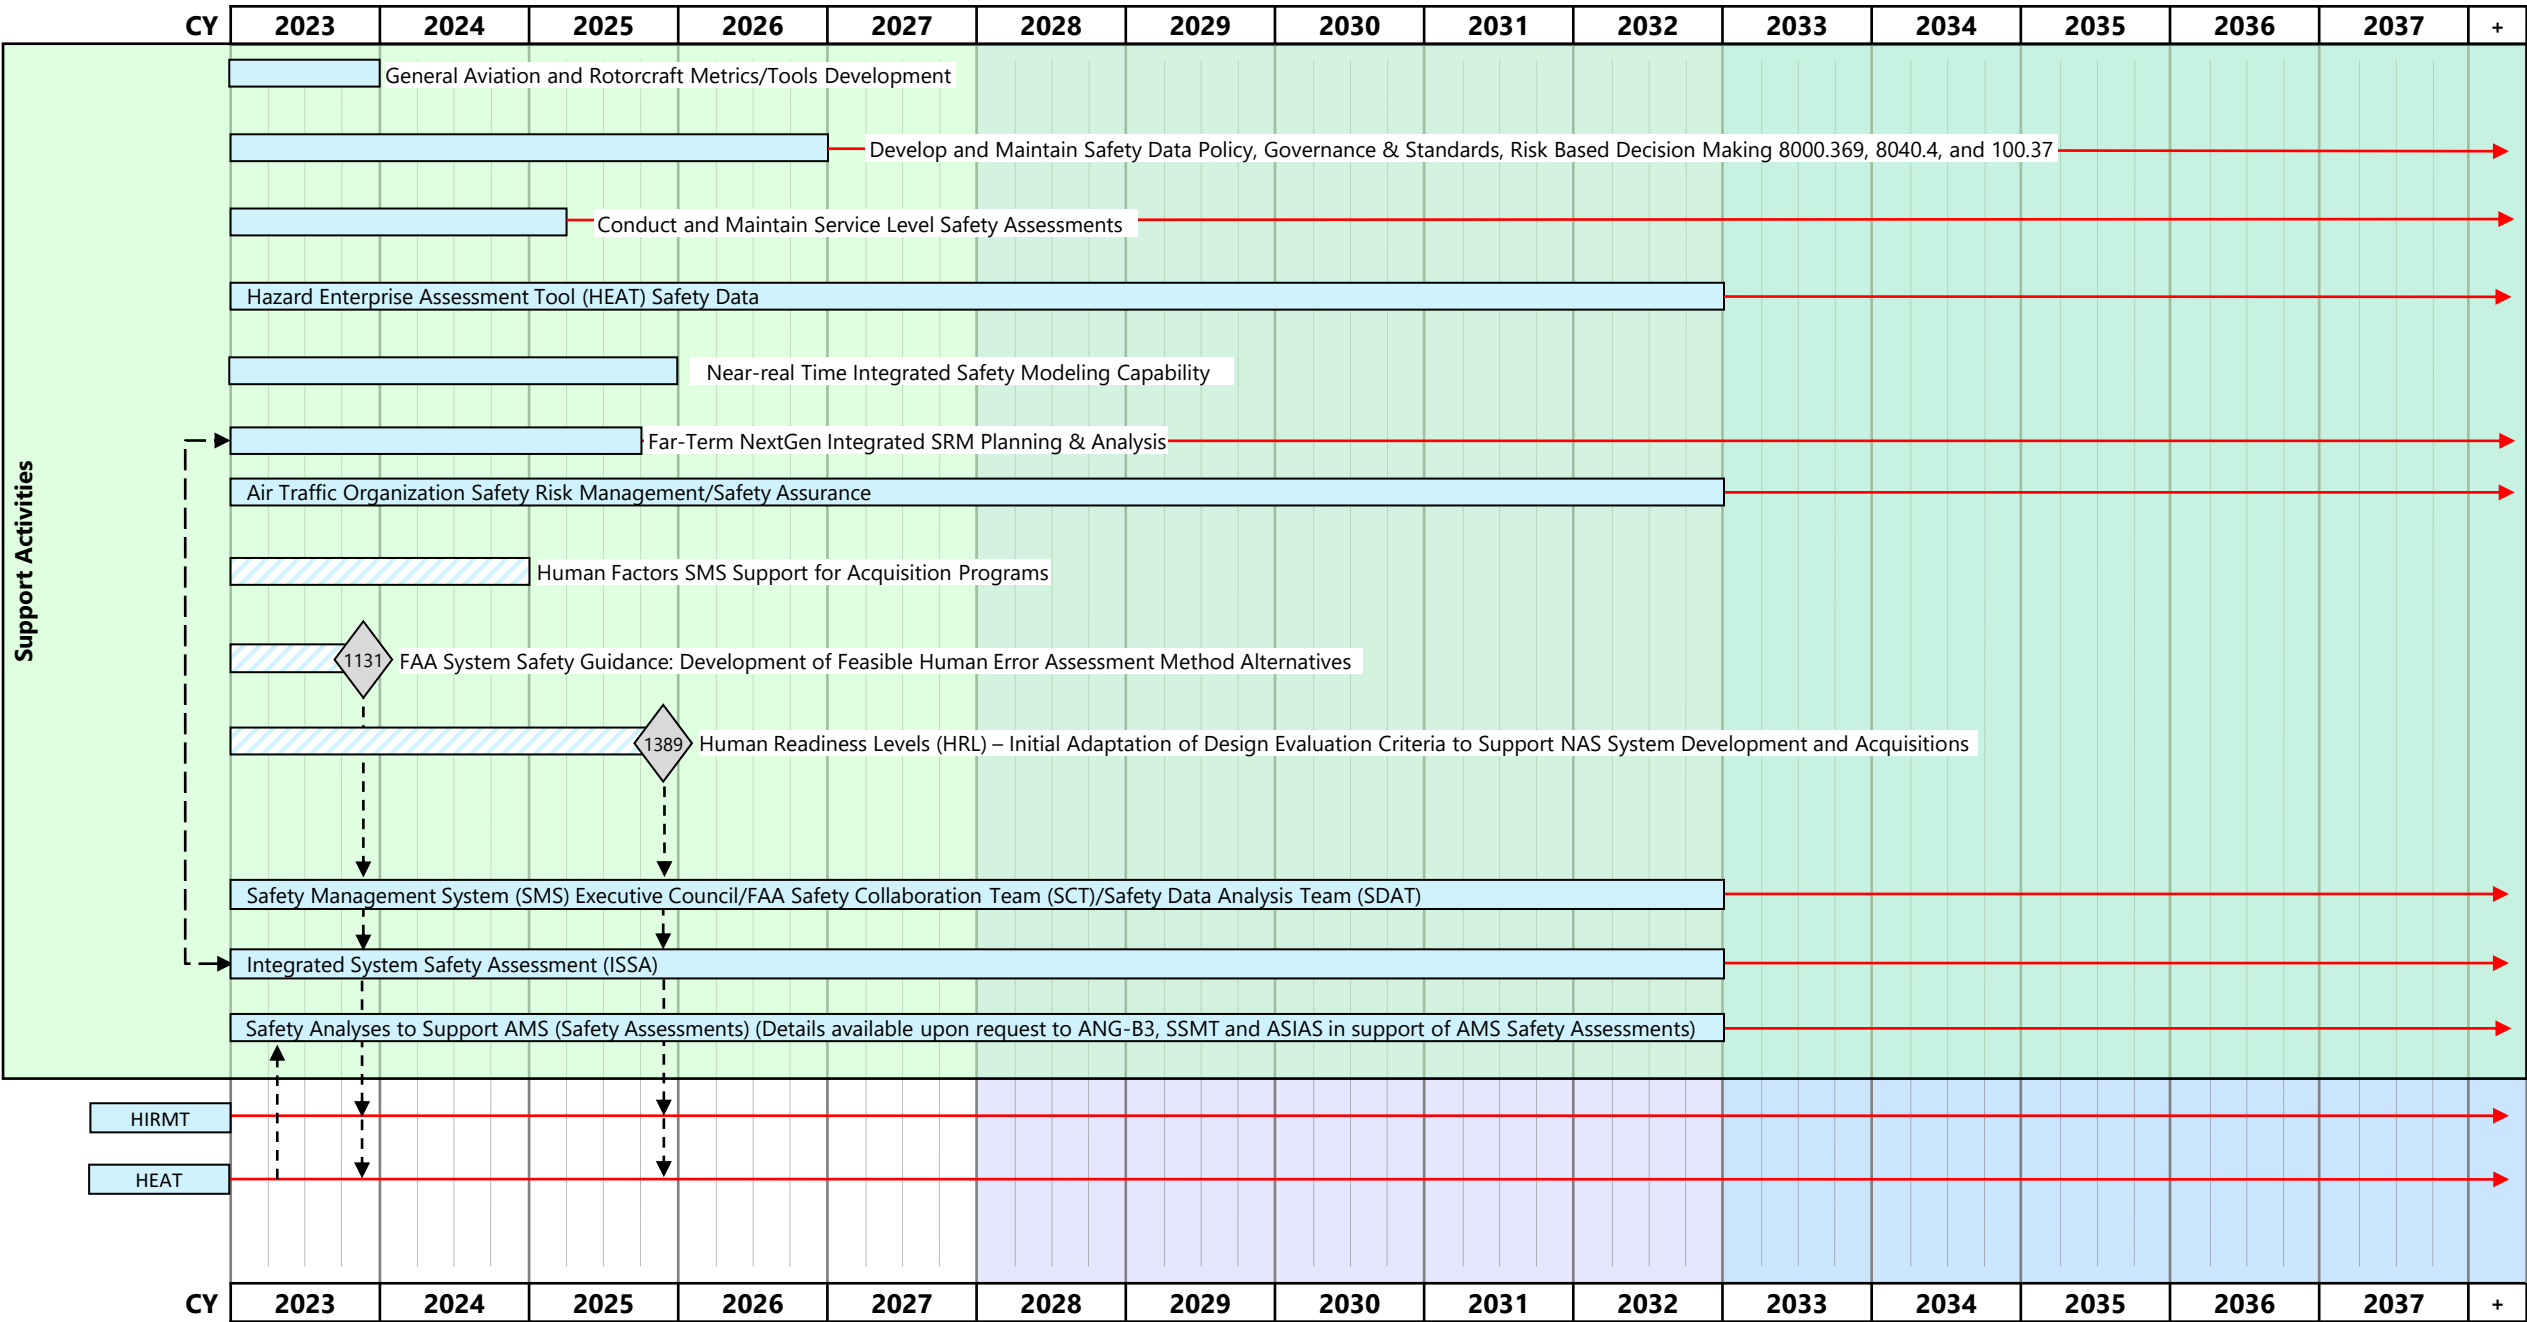 CY 2023 2024 2025 2026 2027 2028 2029 2030 2031 2032 2033 2034 2035 2036 2037 +
Support Activities
General Aviation and Rotorcraft Metrics/Tools Development
Develop and Maintain Safety Data Policy, Governance & Standards, Risk Based Decision Making 8000.369, 8040.4, and 100.37
Conduct and Maintain Service Level Safety Assessments
Hazard Enterprise Assessment Tool (HEAT) Safety Data
Near-real Time Integrated Safety Modeling Capability
Far-Term NextGen Integrated SRM Planning & Analysis
Air Traffic Organization Safety Risk Management/Safety Assurance
Human Factors SMS Support for Acquisition Programs
1131 FAA System Safety Guidance: Development of Feasible Human Error Assessment Method Alternatives
1389 Human Readiness Levels (HRL) – Initial Adaptation of Design Evaluation Criteria to Support NAS System Development and Acquisitions
Safety Management System (SMS) Executive Council/FAA Safety Collaboration Team (SCT)/Safety Data Analysis Team (SDAT)
Integrated System Safety Assessment (ISSA)
Safety Analyses to Support AMS (Safety Assessments) (Details available upon request to ANG-B3, SSMT and ASIAS in support of AMS Safety Assessments)
HIRMT
HEAT
CY 2023 2024 2025 2026 2027 2028 2029 2030 2031 2032 2033 2034 2035 2036 2037 +